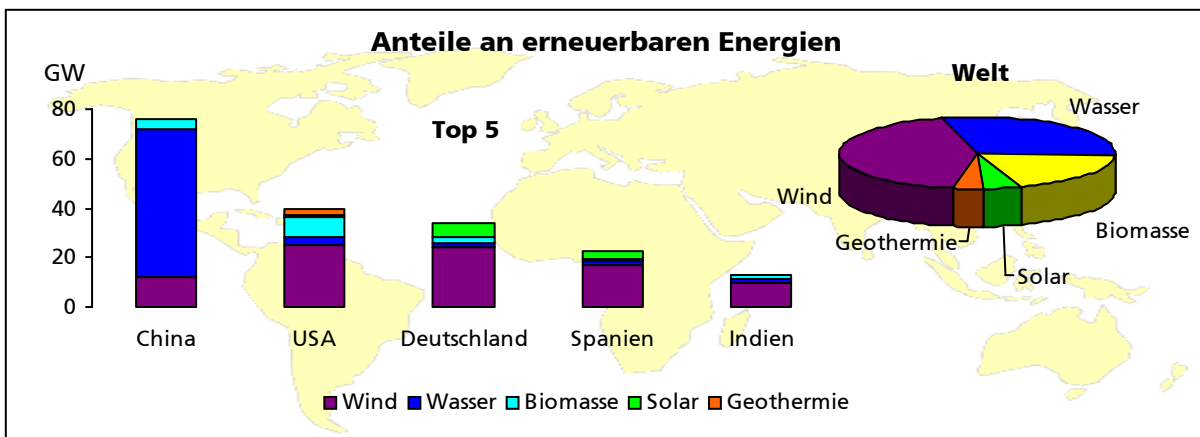 Anteile an erneuerbaren Energien
GW
80
60
40
20
0
Top 5
China
USA
Deutschland
Spanien
Indien
Welt
Wasser
Wind
Geothermie
Solar
Biomasse
Wind Wasser Biomasse Solar Geothermie